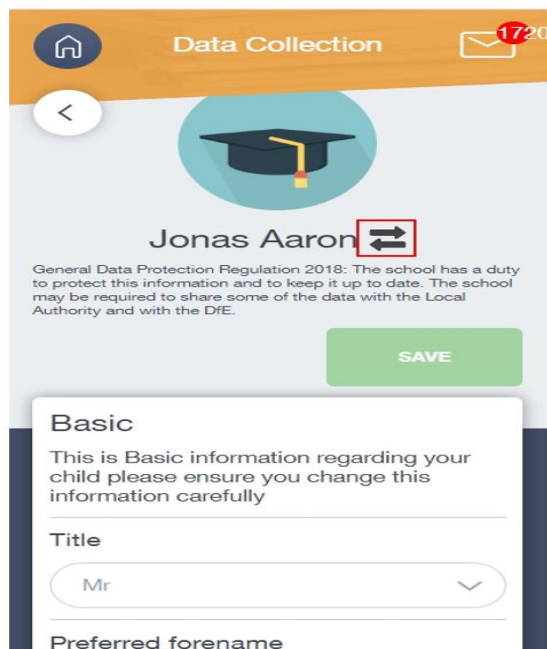 Data Collection
1720
Jonas Aaron
General Data Protection Regulation 2018: The school has a duty
to protect this information and to keep it up to date. The school
may be required to share some of the data with the Local
Authority and with the DfE.
SAVE
Basic
This is Basic information regarding your
child please ensure you change this
information carefully
Title
Mr
Preferred forename